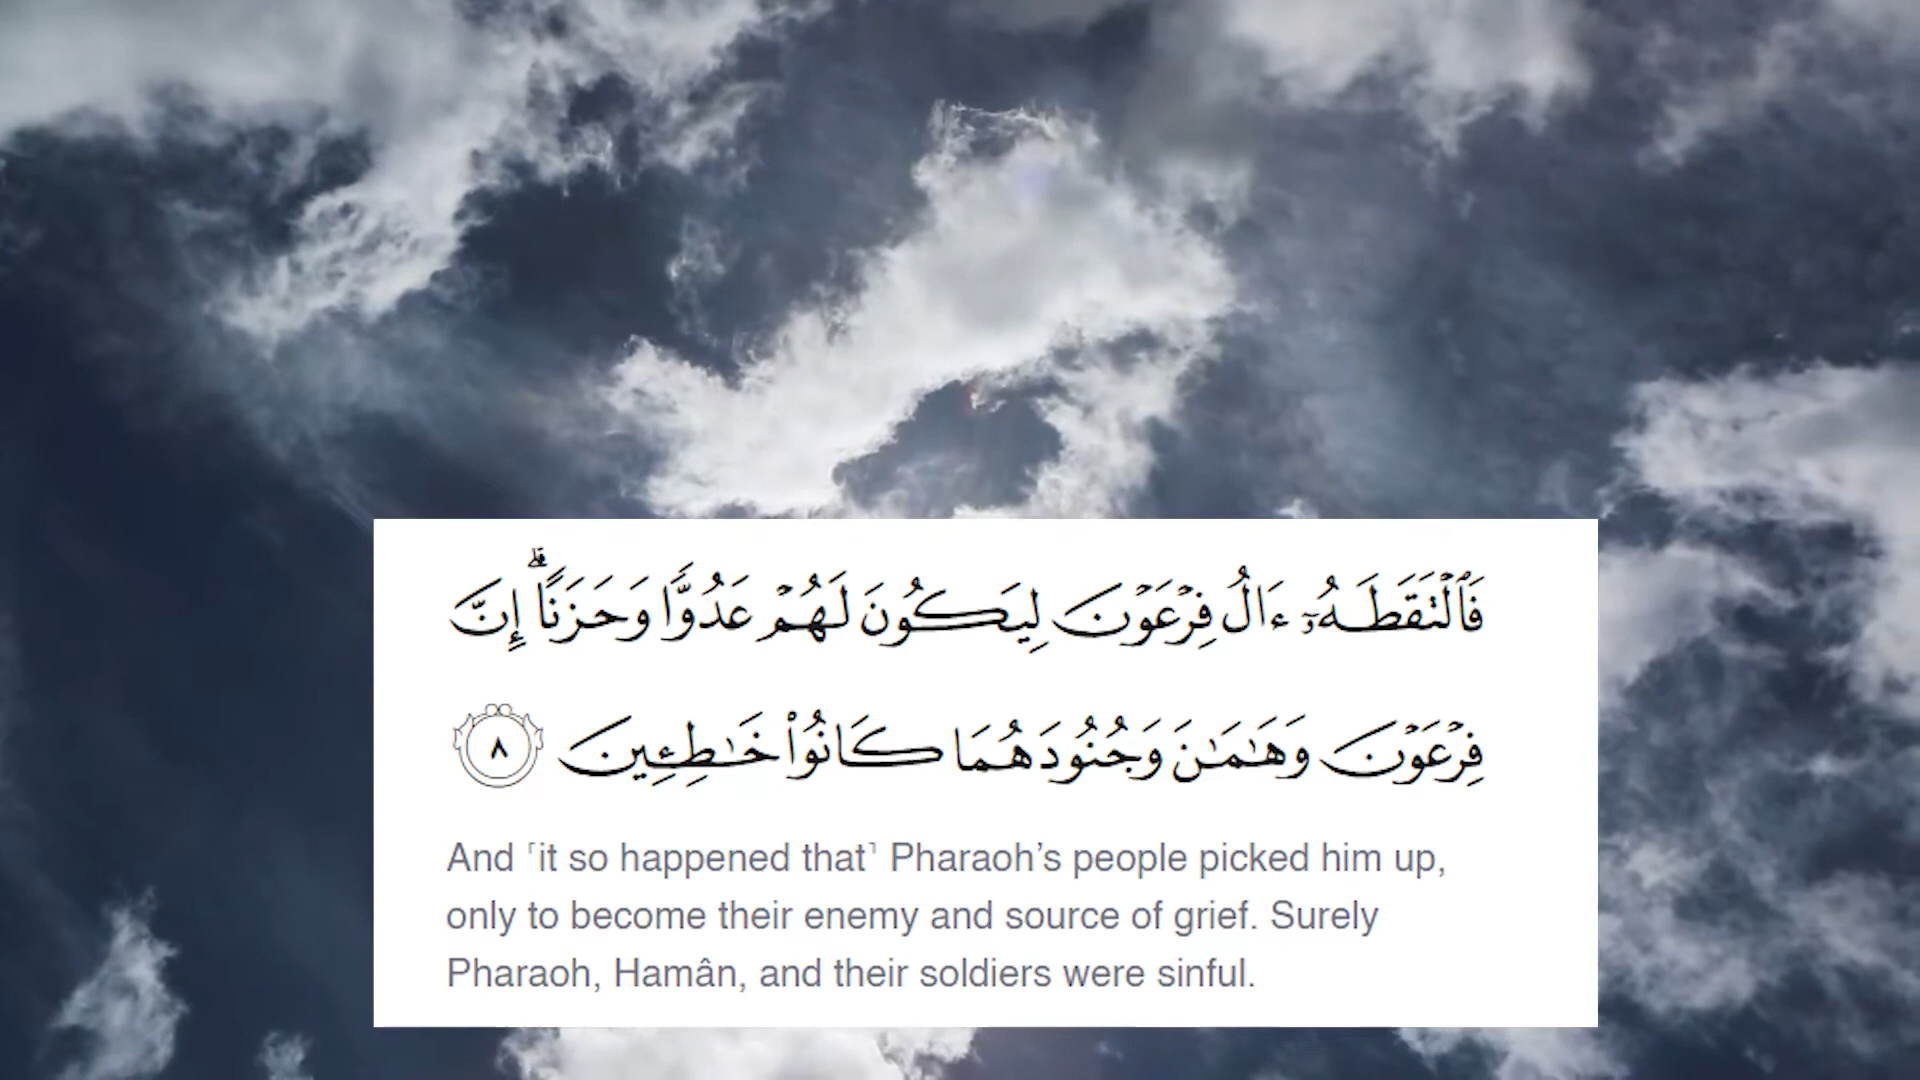 فَٱلْتَقَطَهُۥٓ ءَالُ فِرْعَوْنَ لِيَكُونَ لَهُمْ عَدُوًّا وَحَزَنًا ۗ إِنَّ
فِرْعَوْنَ وَهَـٰمَـٰنَ وَجُنُودَهُمَا كَانُوا۟ خَـٰطِـِٔينَ ٨
And ˹it so happened that˺ Pharaoh’s people picked him up,
only to become their enemy and source of grief. Surely
Pharaoh, Hamân, and their soldiers were sinful.